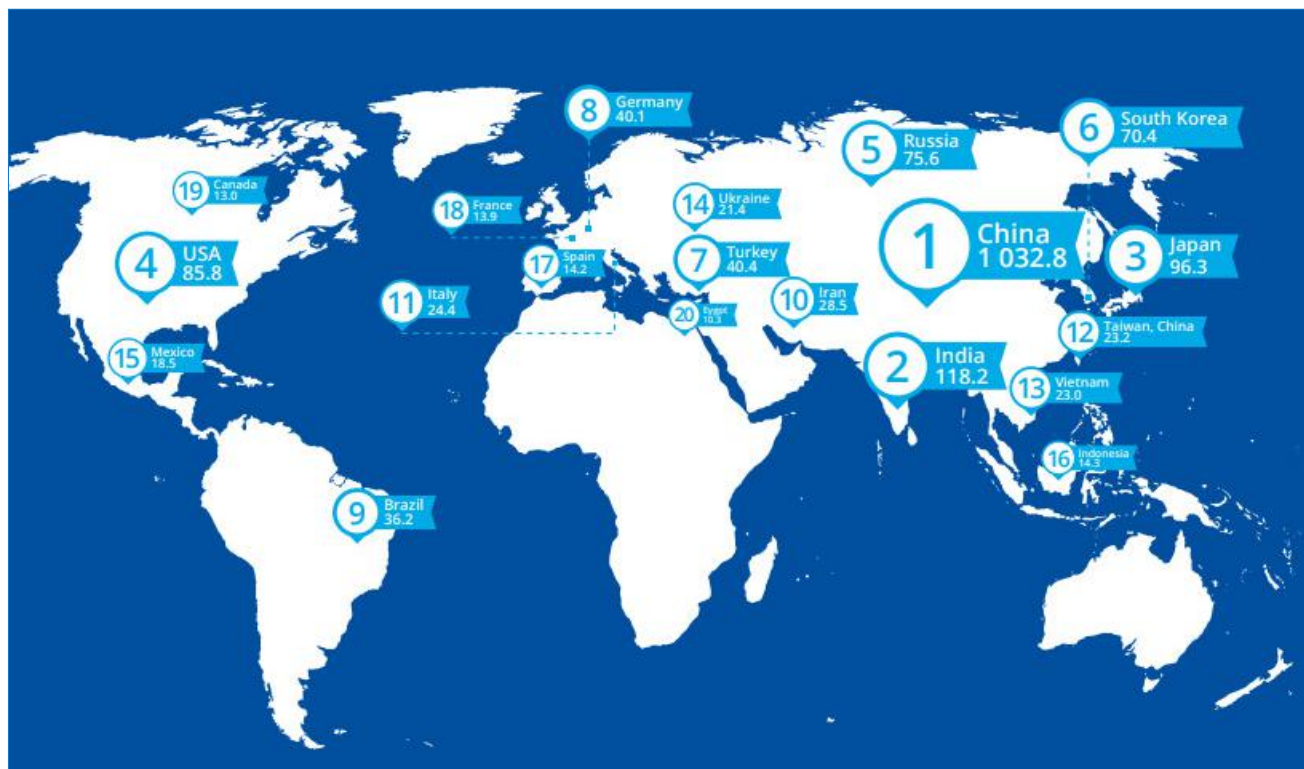 8 Germany
40.1
6 South Korea
70.4
5 Russia
75.6
19 Canada
13.0
18 France
13.9
14 Ukraine
21.4
1 China
1 032.8
4 USA
85.8
17 Spain
14.2
7 Turkey
40.4
3 Japan
96.3
11 Italy
24.4
10 Iran
28.5
20 Eygpt
10.3
12 Taiwan, China
23.2
15 Mexico
18.5
2 India
118.2
13 Vietnam
23.0
16 Indonesia
14.3
9 Brazil
36.2